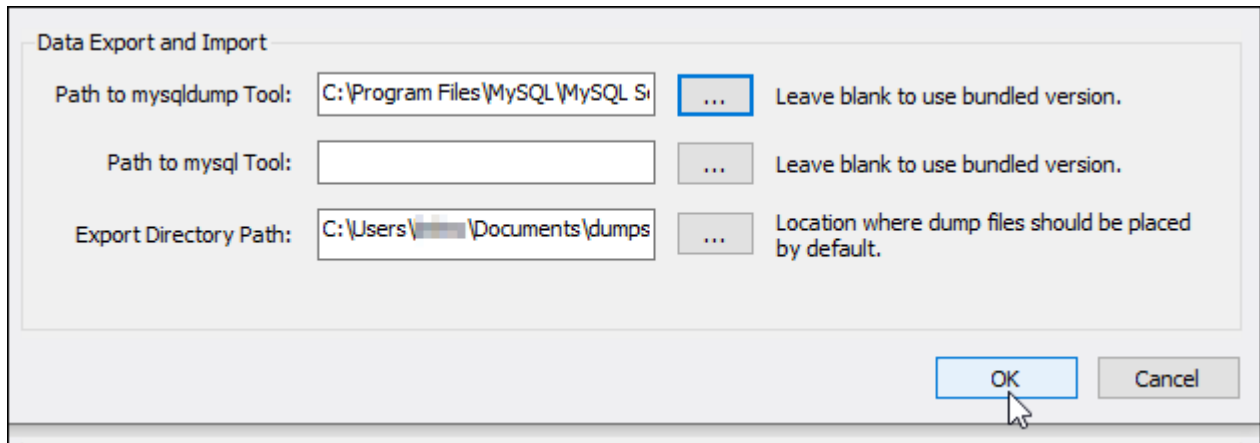 Data Export and Import
Path to mysqldump Tool: C:\Program Files\MySQL\MySQL Se ... Leave blank to use bundled version.
Path to mysql Tool: ... Leave blank to use bundled version.
Export Directory Path: C:\Users\ \Documents\dumps ... Location where dump files should be placed
by default.
OK Cancel